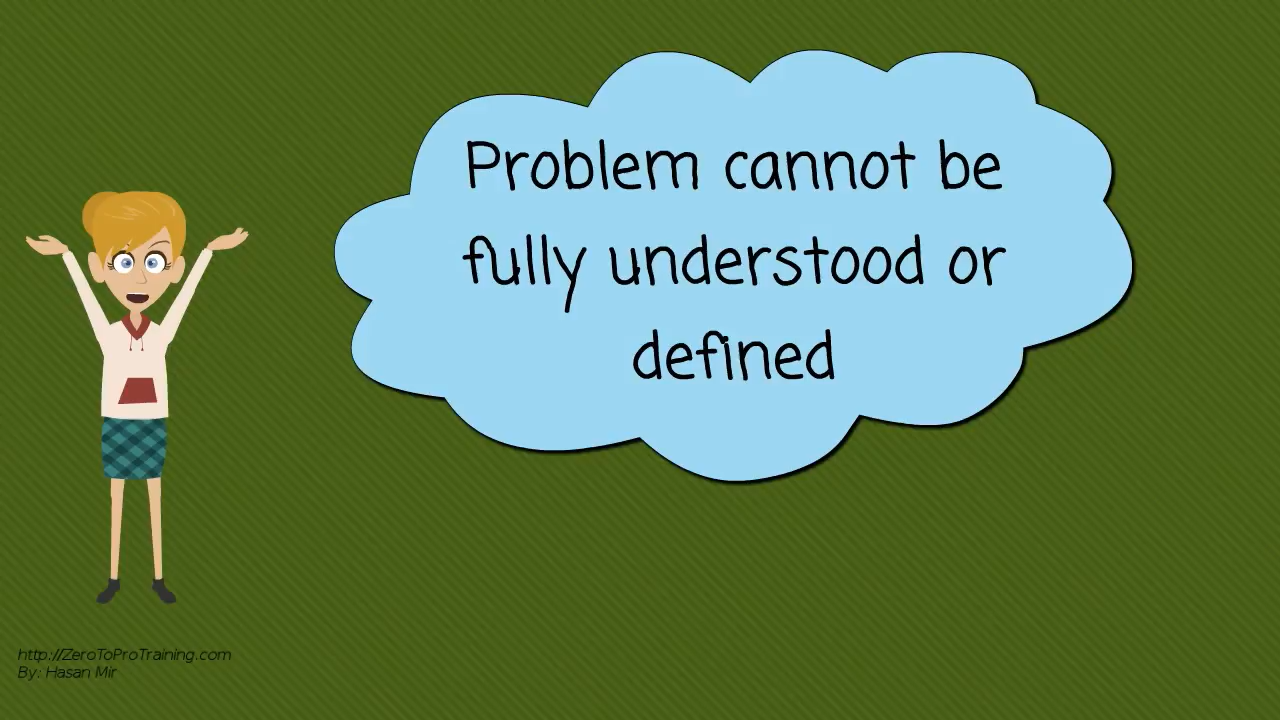 Problem cannot be
fully understood or
defined
http://ZeroToProTraining.com
By: Hasan Mir